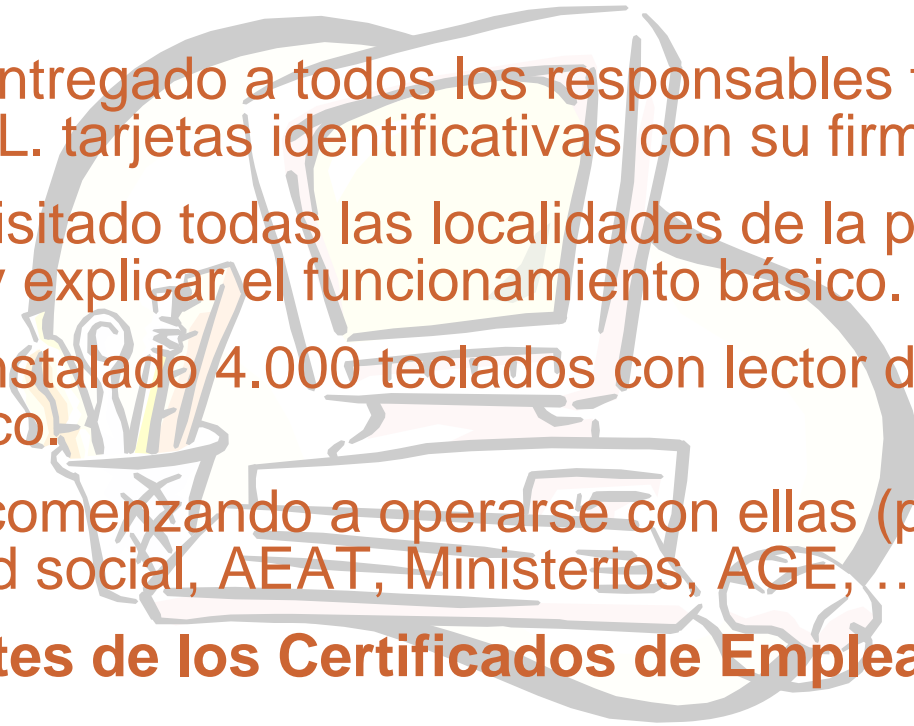 ntregado a todos los responsables
L. tarjetas identificativas con su firm
isitado todas las localidades de la p
y explicar el funcionamiento básico.
nstalado 4.000 teclados con lector d
co.
comenzando a operarse con ellas (p
d social, AEAT, Ministerios, AGE, …
tes de los Certificados de Emplea